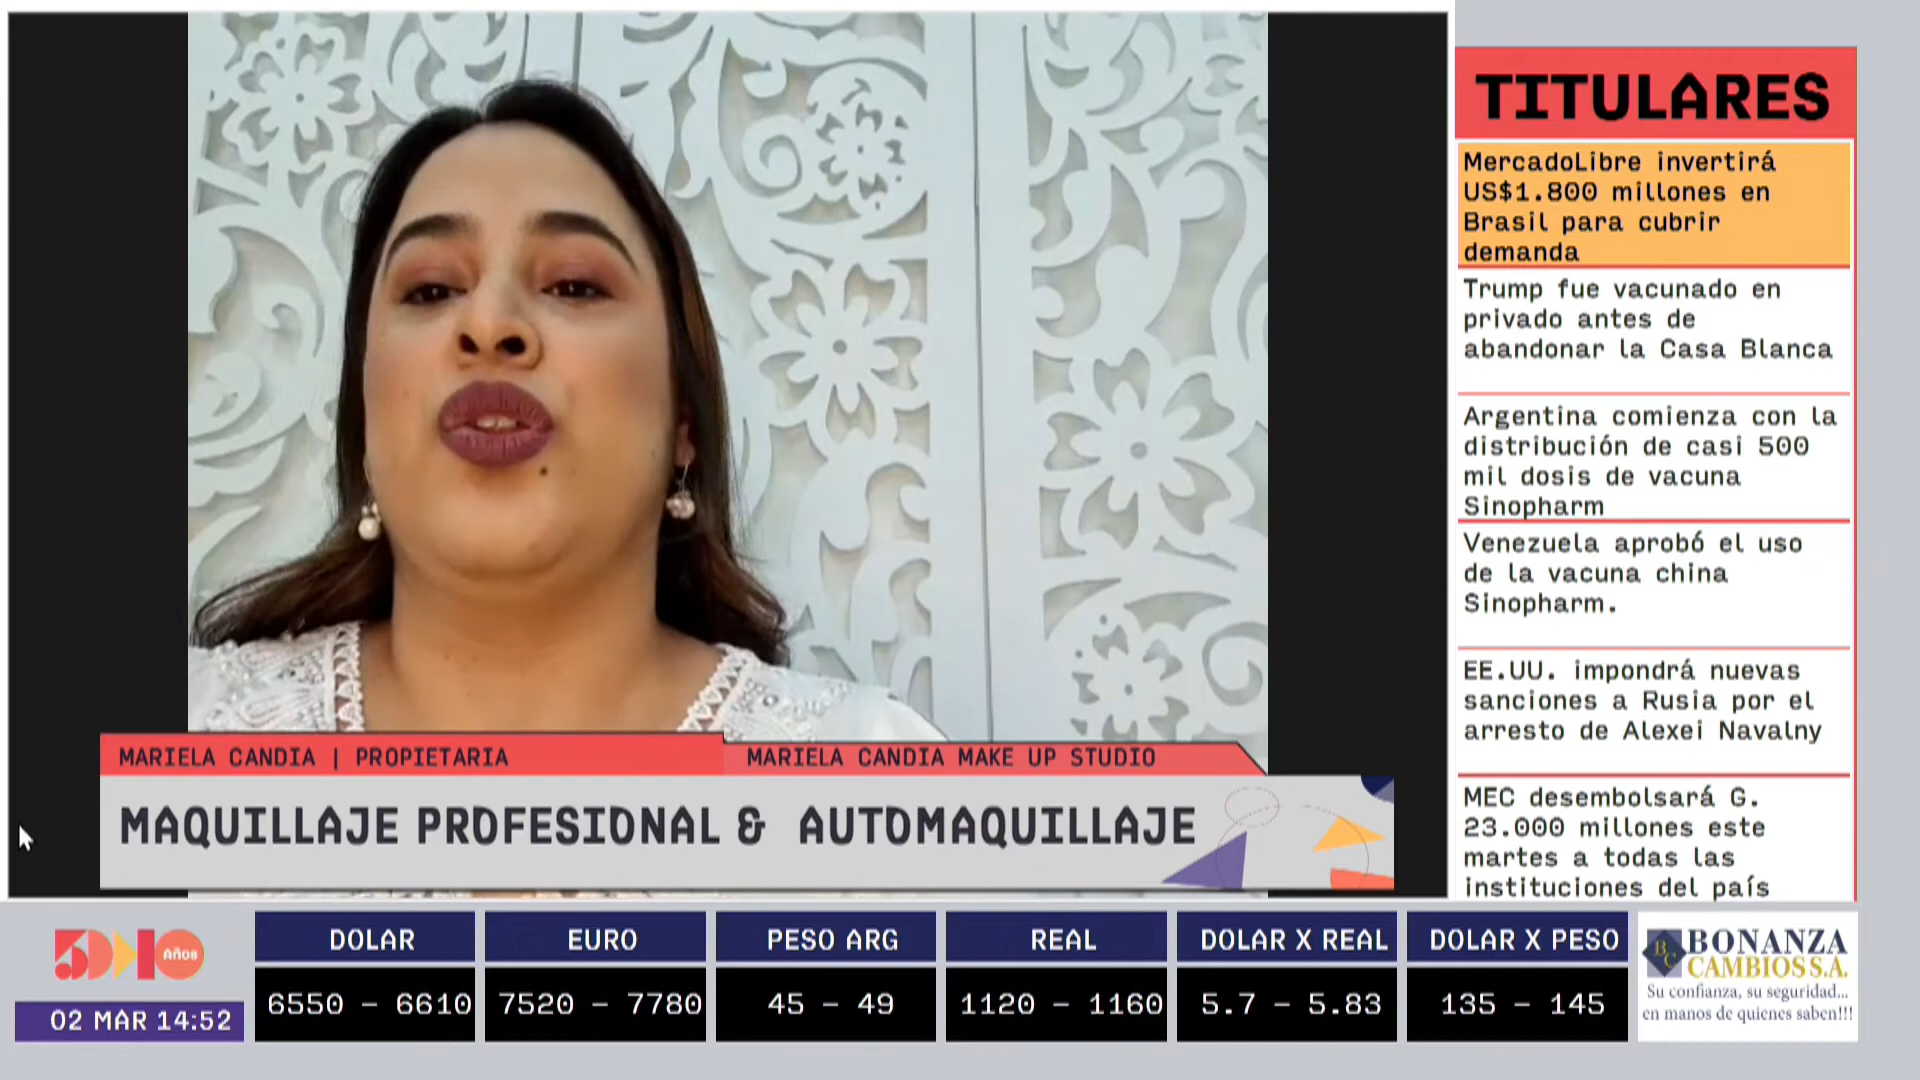 TITULARES
MercadoLibre invertirá
US$1.800 millones en
Brasil para cubrir
demanda
Trump fue vacunado en
privado antes de
abandonar la Casa Blanca
Argentina comienza con la
distribución de casi 500
mil dosis de vacuna
Sinopharm
Venezuela aprobó el uso
de la vacuna china
Sinopharm.
EE.UU. impondrá nuevas
sanciones a Rusia por el
arresto de Alexei Navalny
MEC desembolsará G.
23.000 millones este
martes a todas las
instituciones del país
MARIELA CANDIA | PROPIETARIA
MARIELA CANDIA MAKE UP STUDIO
MAQUILLAJE PROFESIONAL & AUTOMAQUILLAJE
Años
02 MAR 14:52
DOLAR
6550 - 6610
EURO
7520 - 7780
PESO ARG
45 - 49
REAL
1120 - 1160
DOLAR X REAL
5.7 - 5.83
DOLAR X PESO
135 - 145
BC
BONANZA
CAMBIOS S.A.
Su confianza, su seguridad...
en manos de quienes saben!!!